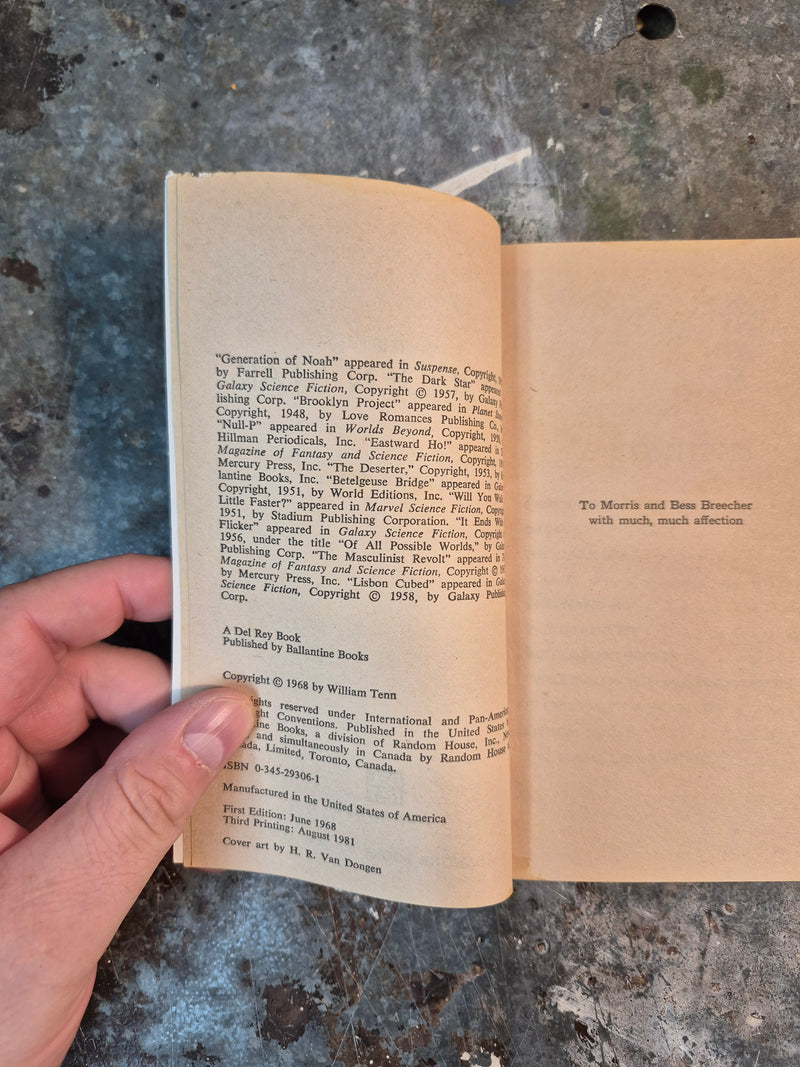 “Generation of Noah” appeared in Suspense, Copyright,
by Farrell Publishing Corp. “The Dark Star” appeared
Galaxy Science Fiction, Copyright © 1957, by Galaxy
lishing Corp. “Brooklyn Project” appeared in Planet
Copyright, 1948, by Love Romances Publishing Co.,
“Null-P” appeared in Worlds Beyond, Copyright, 1950,
Hillman Periodicals, Inc. “Eastward Ho!” appeared in
Magazine of Fantasy and Science Fiction, Copyright,
Mercury Press, Inc. “The Deserter,” Copyright, 1953, by
lantine Books, Inc. “Betelgeuse Bridge” appeared in
Copyright, 1951, by World Editions, Inc. “Will You
Little Faster?” appeared in Marvel Science Fiction,
1951, by Stadium Publishing Corporation. “It Ends
Flicker” appeared in Galaxy Science Fiction, Copyright
1956, under the title “Of All Possible Worlds,” by
Publishing Corp. “The Masculinist Revolt” appeared in
Magazine of Fantasy and Science Fiction, Copyright ©
by Mercury Press, Inc. “Lisbon Cubed” appeared in
Science Fiction, Copyright © 1958, by Galaxy
Corp.
A Del Rey Book
Published by Ballantine Books
Copyright © 1968 by William Tenn
rights reserved under International and
Conventions. Published in the United States
Books, a division of Random House, Inc.,
and simultaneously in Canada by Random House
Limited, Toronto, Canada.
ISBN 0-345-29306-1
Manufactured in the United States of America
First Edition: June 1968
Third Printing: August 1981
Cover art by H. R. Van Dongen
To Morris and Bess Breecher
with much, much affection